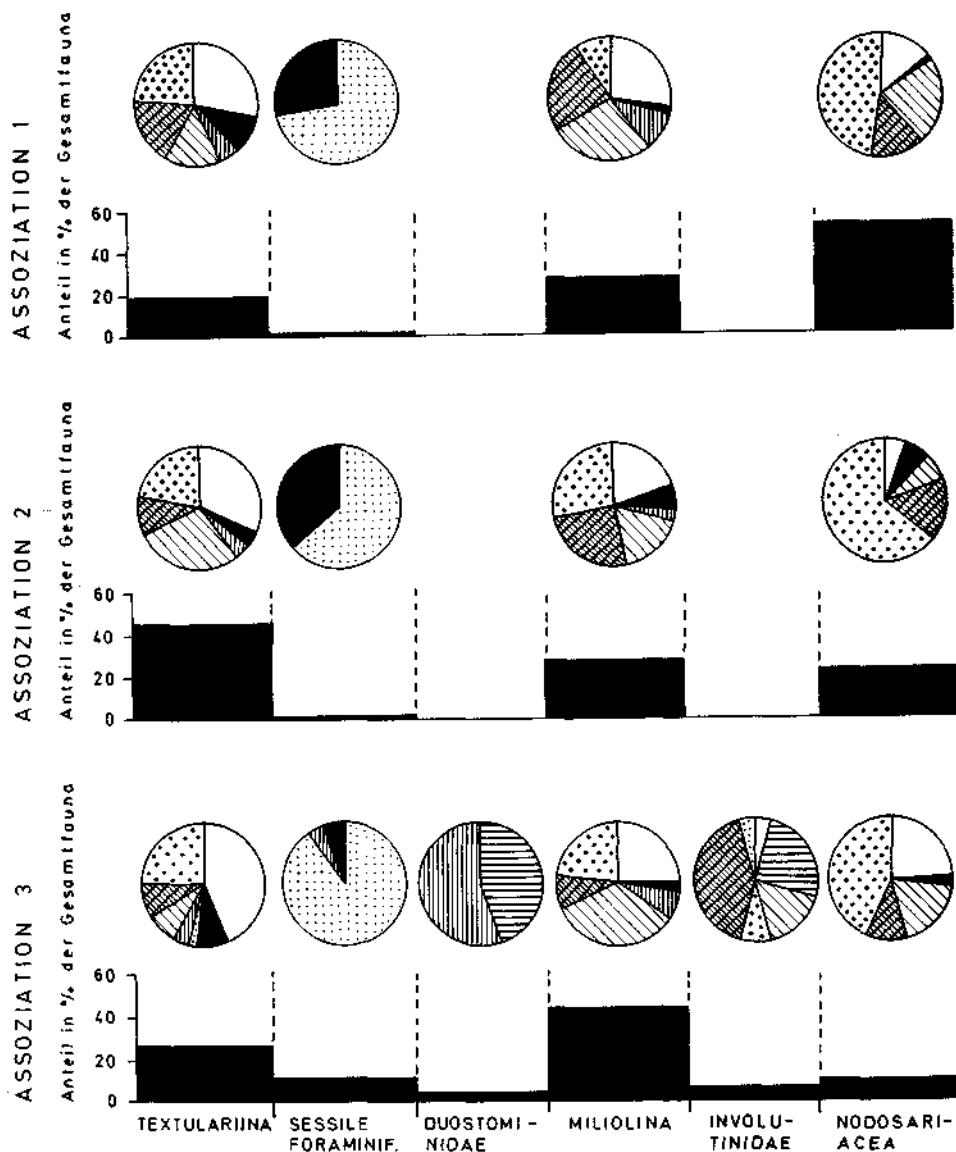 ASSOZIATION 1
Anteil in % der Gesamtfauna
60
40
20
0
ASSOZIATION 2
Anteil in % der Gesamtfauna
60
40
20
0
ASSOZIATION 3
Anteil in % der Gesamtfauna
60
40
20
0
TEXTULARIINA
SESSILE
FORAMINIF.
DUOSTOMI-
NIDAE
MILIOLINA
INVOLU-
TINIDAE
NODOSARI-
ACEA